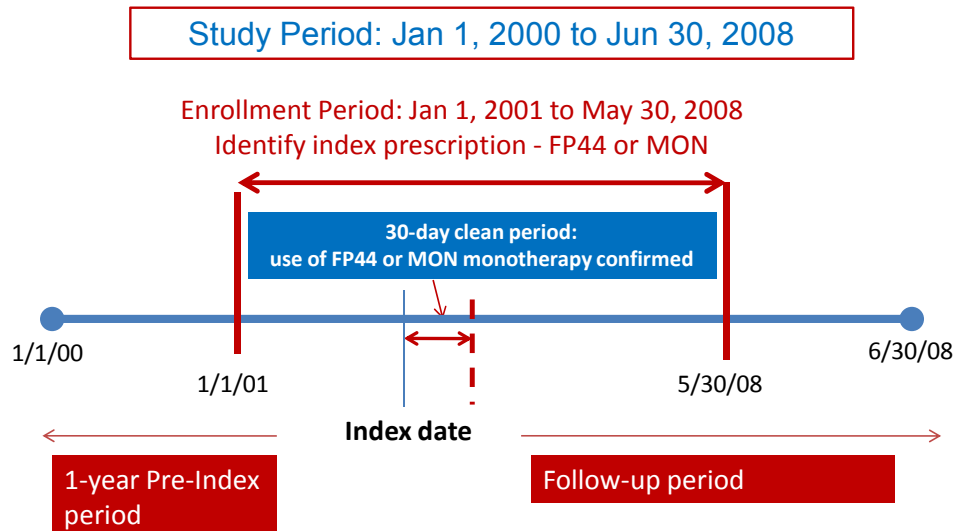 Study Period: Jan 1, 2000 to Jun 30, 2008
Enrollment Period: Jan 1, 2001 to May 30, 2008
Identify index prescription - FP44 or MON
30-day clean period:
use of FP44 or MON monotherapy confirmed
1/1/00
6/30/08
1/1/01
5/30/08
Index date
1-year Pre-Index
period
Follow-up period